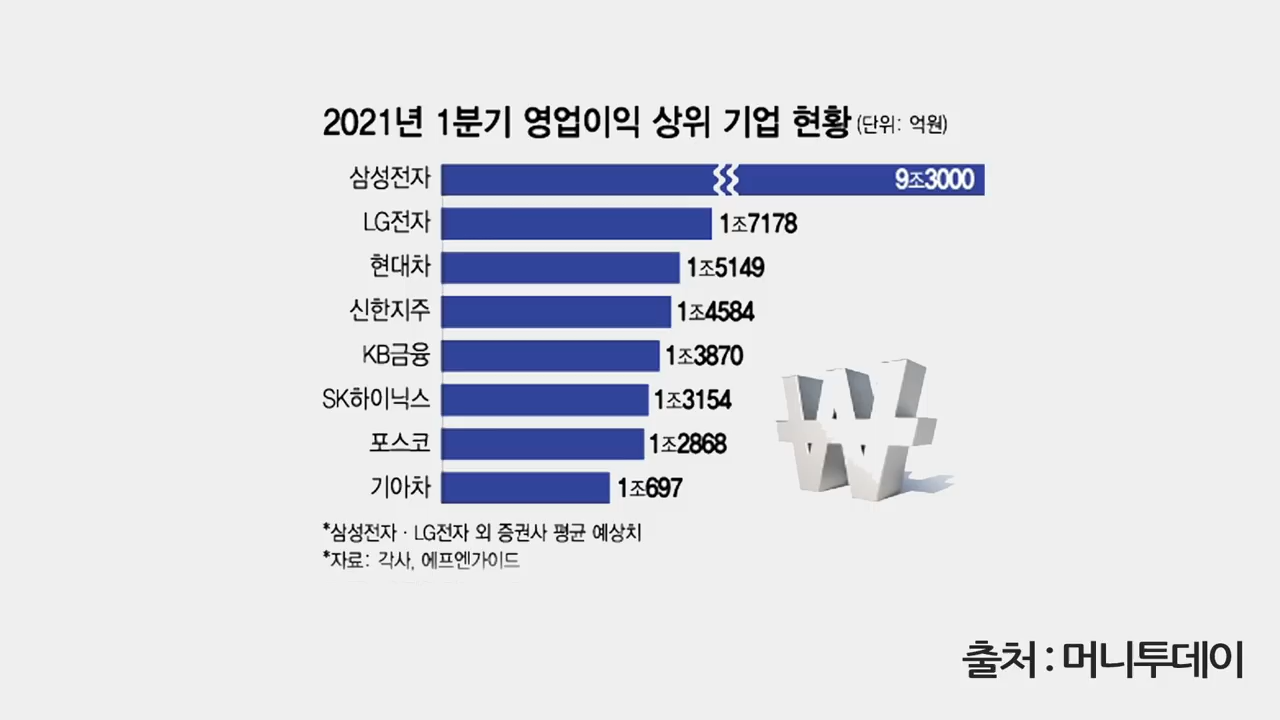 2021년 1분기 영업이익 상위 기업 현황 (단위: 억원)
삼성전자 9조3000
LG전자 1조7178
현대차 1조5149
신한지주 1조4584
KB금융 1조3870
SK하이닉스 1조3154
포스코 1조2868
기아차 1조697
*삼성전자·LG전자 외 증권사 평균 예상치
*자료: 각사, 에프엔가이드
출처 : 머니투데이